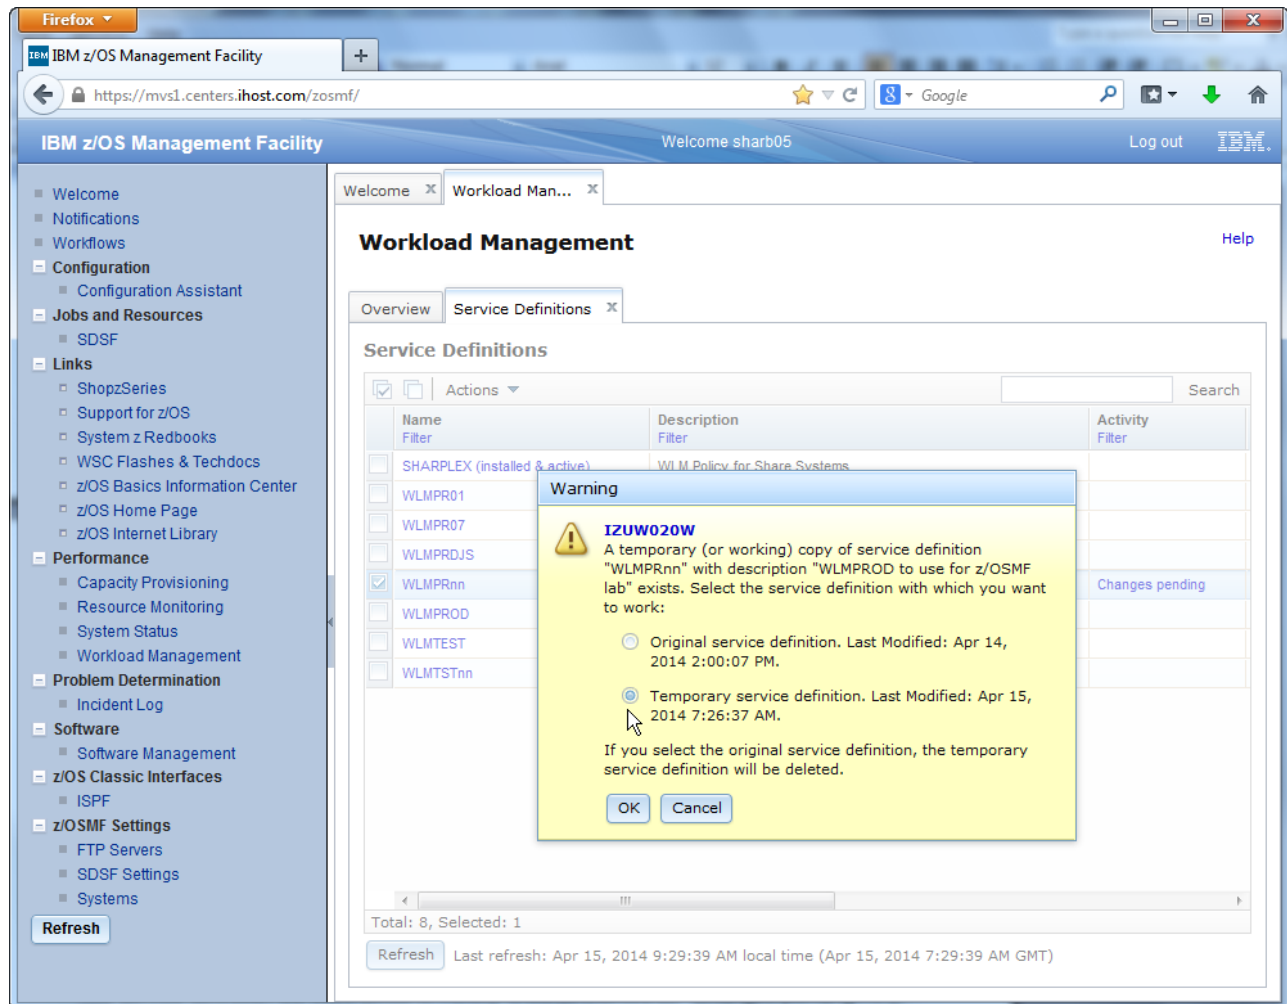 Firefox
IBM IBM z/OS Management Facility
+
https://mvs1.centers.ihost.com/zosmf/
8 Google
IBM z/OS Management Facility
Welcome sharb05
Log out
IBM.
Welcome
Notifications
Workflows
Configuration
Configuration Assistant
Jobs and Resources
SDSF
Links
ShopzSeries
Support for z/OS
System z Redbooks
WSC Flashes & Techdocs
z/OS Basics Information Center
z/OS Home Page
z/OS Internet Library
Performance
Capacity Provisioning
Resource Monitoring
System Status
Workload Management
Problem Determination
Incident Log
Software
Software Management
z/OS Classic Interfaces
ISPF
z/OSMF Settings
FTP Servers
SDSF Settings
Systems
Refresh
Welcome x
Workload Man... x
Workload Management
Help
Overview
Service Definitions x
Service Definitions
Actions
Search
Name
Filter
Description
Filter
Activity
Filter
SHARPLEX (installed & active)
WLM Policy for Share Systems
WLMPR01
WLMPR07
WLMPRDJS
WLMPRnn
Changes pending
WLMPROD
WLMTEST
WLMTSTnn
Warning
IZUW020W
A temporary (or working) copy of service definition
"WLMPRnn" with description "WLMPROD to use for z/OSMF
lab" exists. Select the service definition with which you want
to work:
Original service definition. Last Modified: Apr 14,
2014 2:00:07 PM.
Temporary service definition. Last Modified: Apr 15,
2014 7:26:37 AM.
If you select the original service definition, the temporary
service definition will be deleted.
OK
Cancel
Total: 8, Selected: 1
Refresh
Last refresh: Apr 15, 2014 9:29:39 AM local time (Apr 15, 2014 7:29:39 AM GMT)